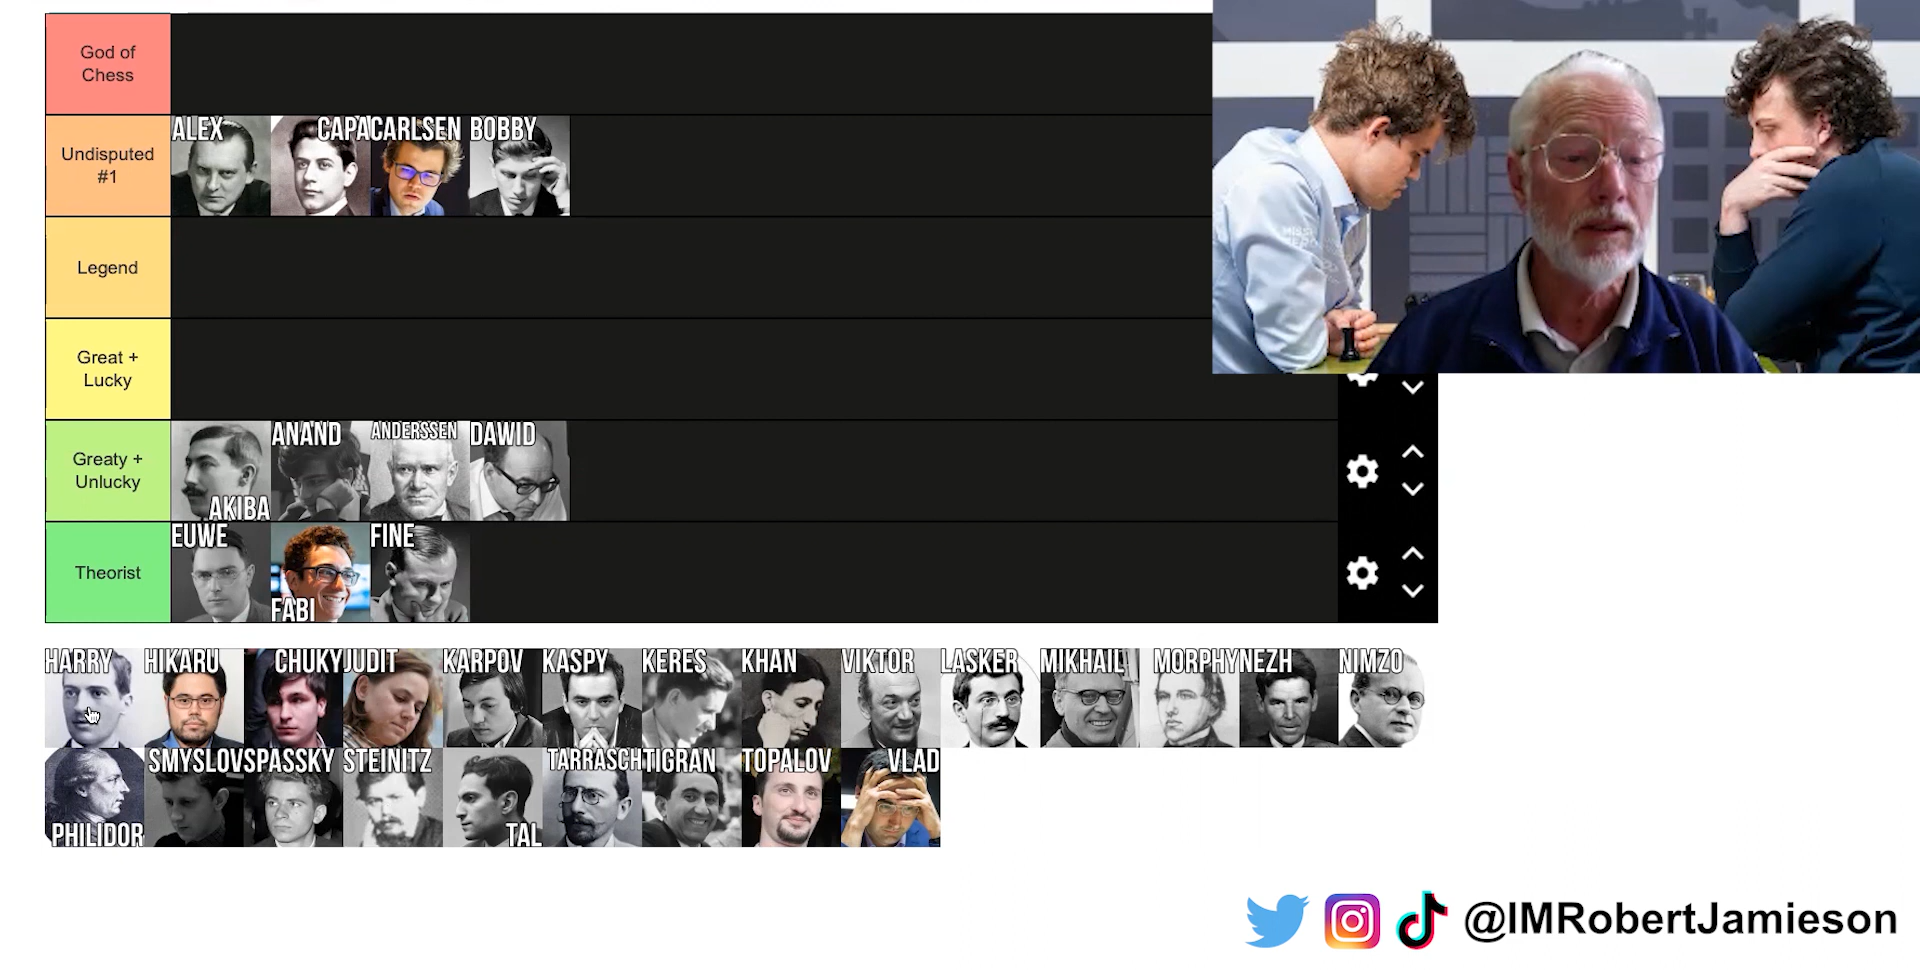 God of
Chess
Undisputed
#1
ALEX CAPA CARLSEN BOBBY
Legend
Great +
Lucky
Greaty +
Unlucky
AKIBA ANAND ANDERSSEN DAWID
Theorist
EUWE FABI FINE
HARRY HIKARU CHUKY JUDIT KARPOV KASPY KERES KHAN VIKTOR LASKER MIKHAIL MORPHY NEZH NIMZO
PHILIDOR SMYSLOV SPASSKY STEINITZ TAL TARRASCH TIGRAN TOPALOV VLAD
@IMRobertJamieson